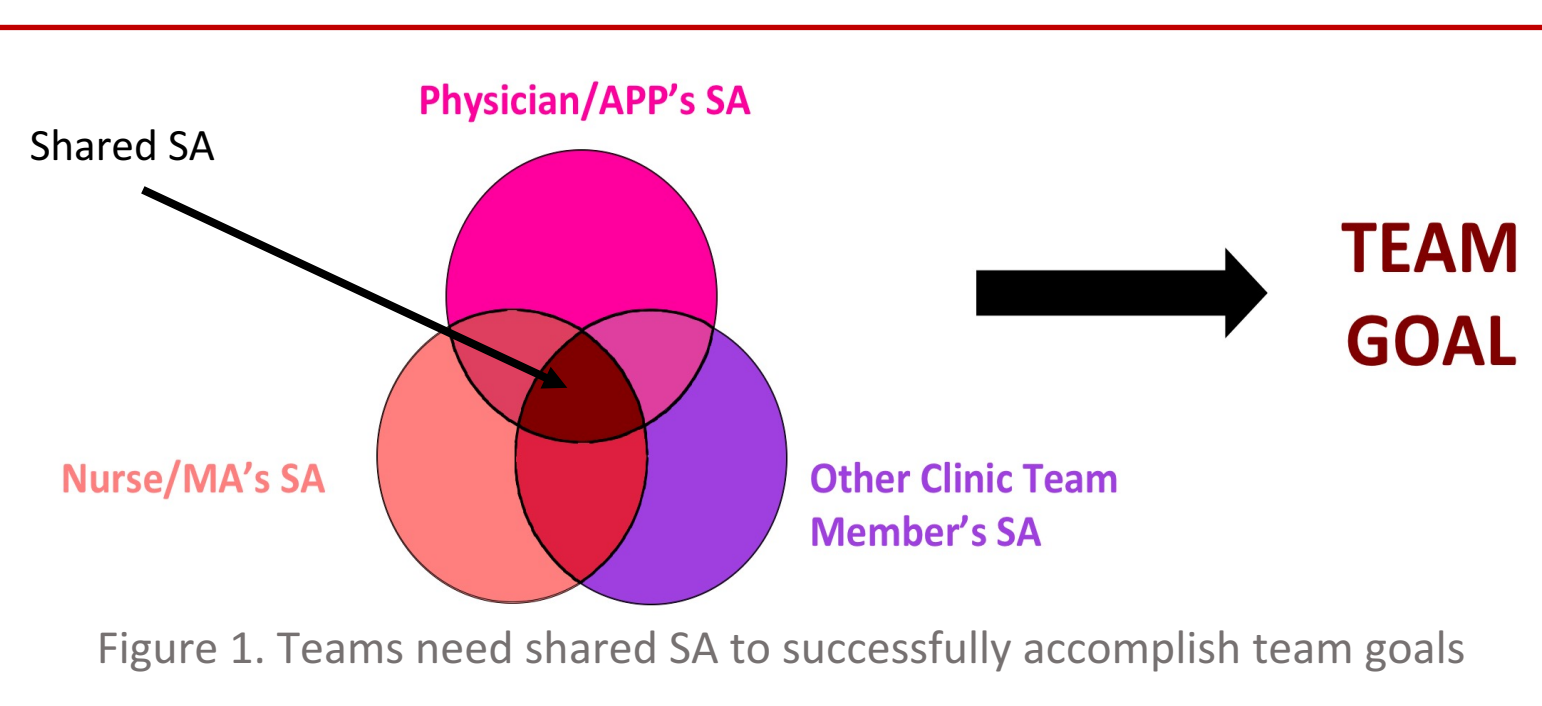 Physician/APP’s SA
Shared SA
TEAM
GOAL
Nurse/MA’s SA
Other Clinic Team
Member’s SA
Figure 1. Teams need shared SA to successfully accomplish team goals